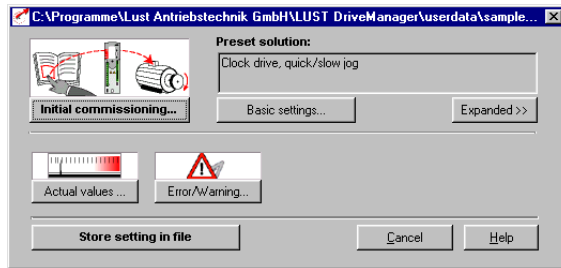 C:\Programme\Lust Antriebstechnik GmbH\LUST DriveManager\userdata\sample...
Preset solution:
Clock drive, quick/slow jog
Initial commissioning...
Basic settings...
Expanded >>
Actual values ...
Error/Warning...
Store setting in file
Cancel
Help